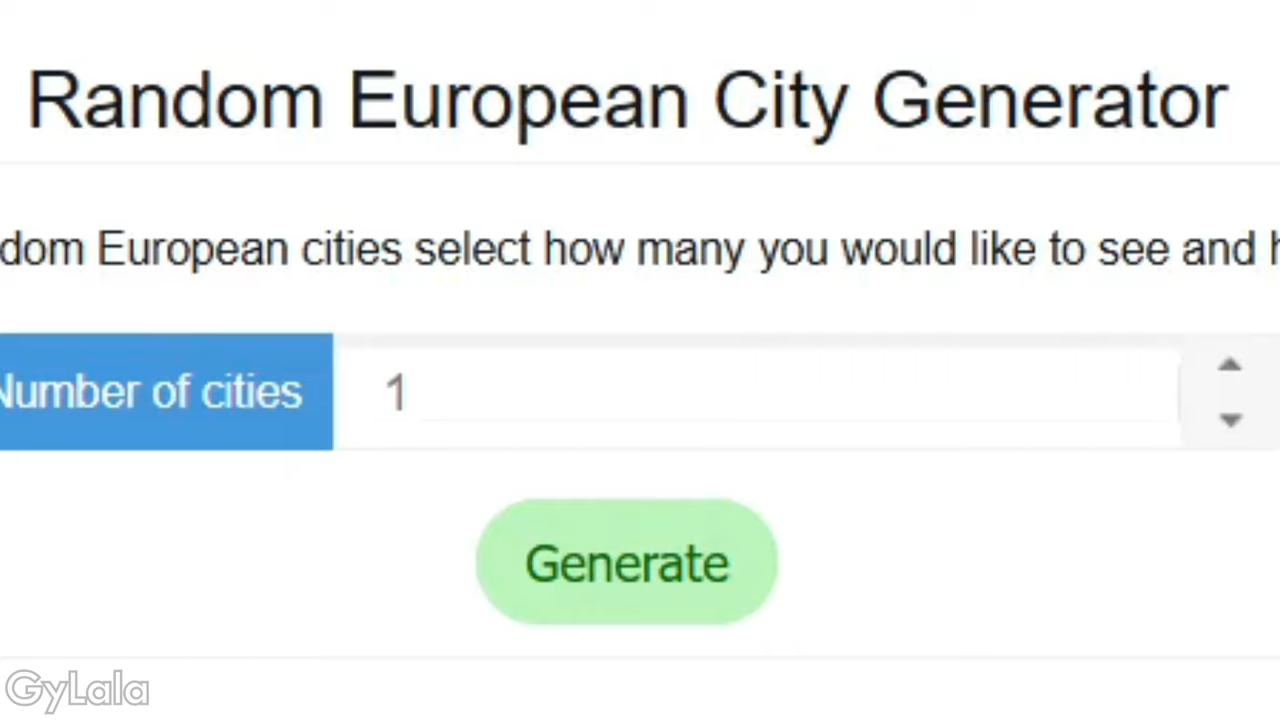 Random European City Generator
dom European cities select how many you would like to see and h
Number of cities 1
Generate
GyLala